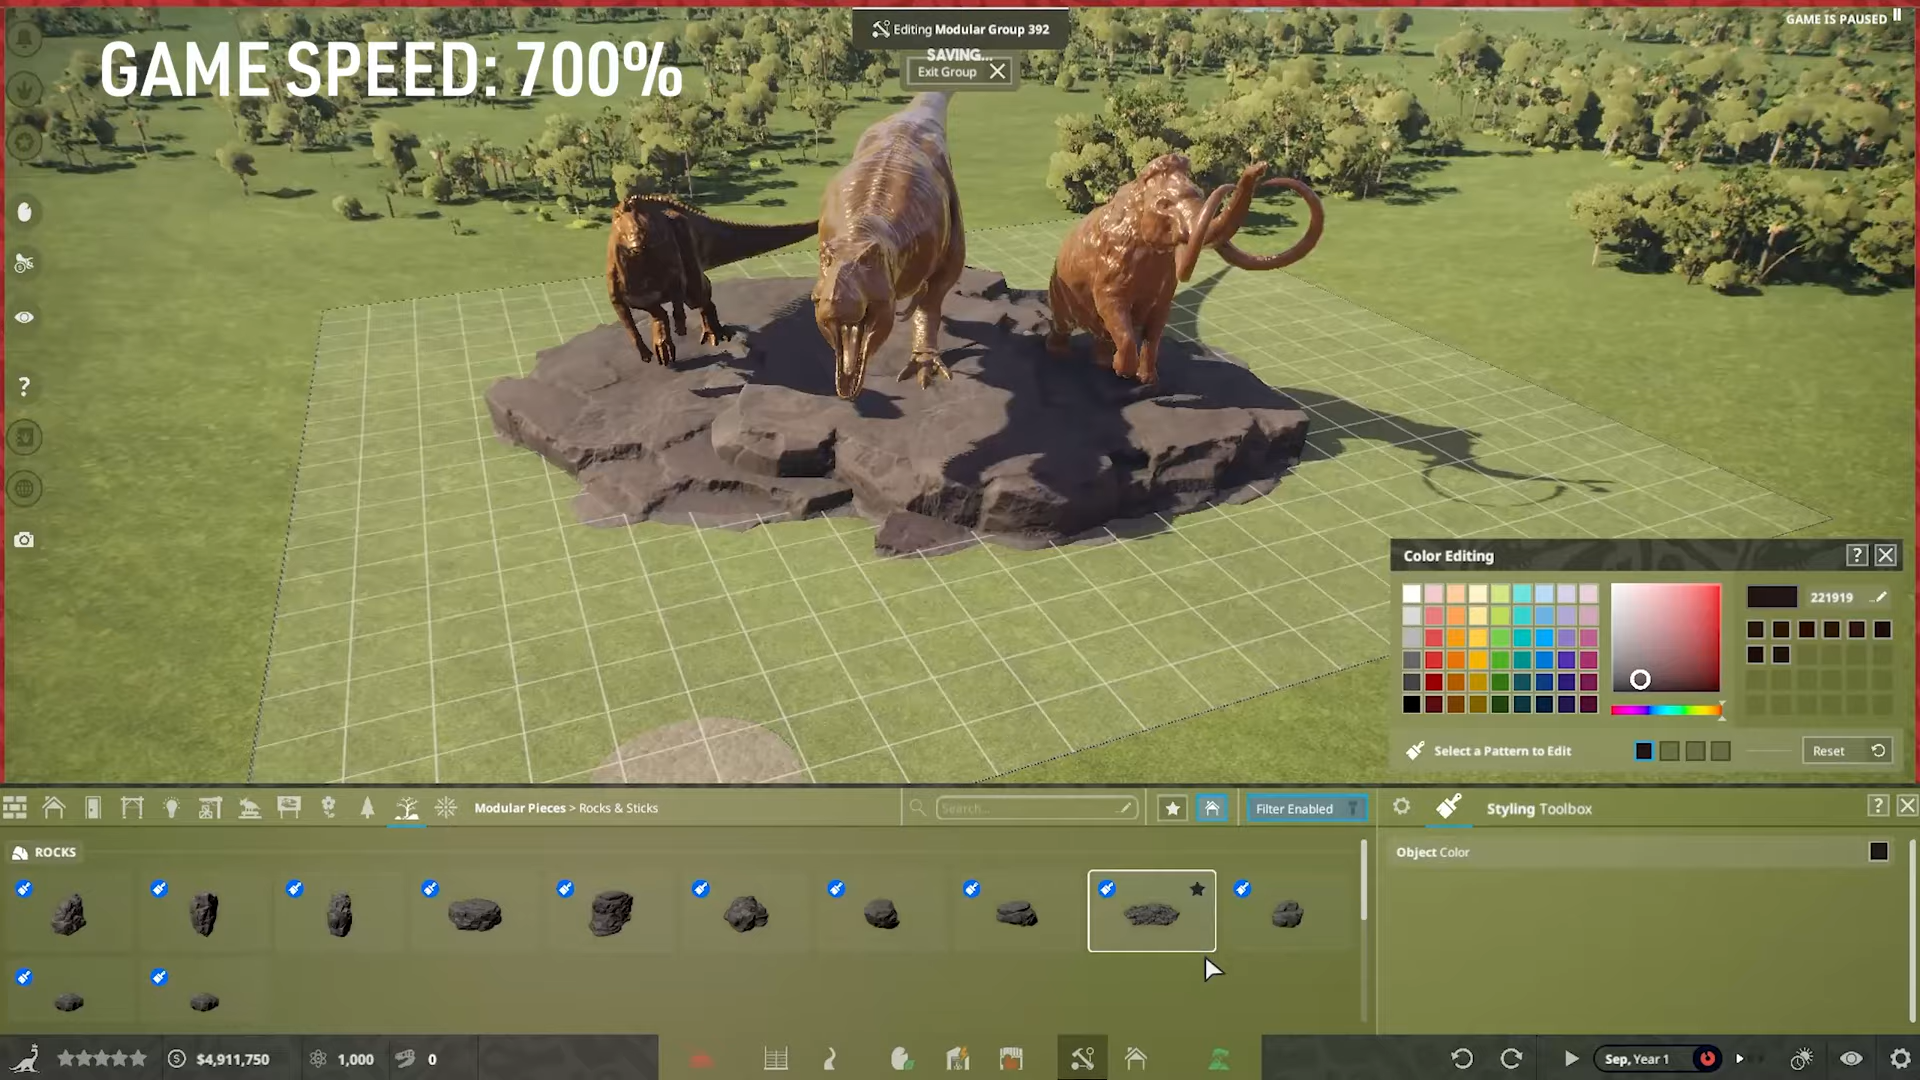 GAME SPEED: 700%
Editing Modular Group 392
SAVING...
Exit Group
GAME IS PAUSED
?
Color Editing
?
221919
Select a Pattern to Edit
Reset
Modular Pieces > Rocks & Sticks
Search...
Filter Enabled
Styling Toolbox
?
ROCKS
Object Color
$4,911,750
1,000
0
Sep, Year 1